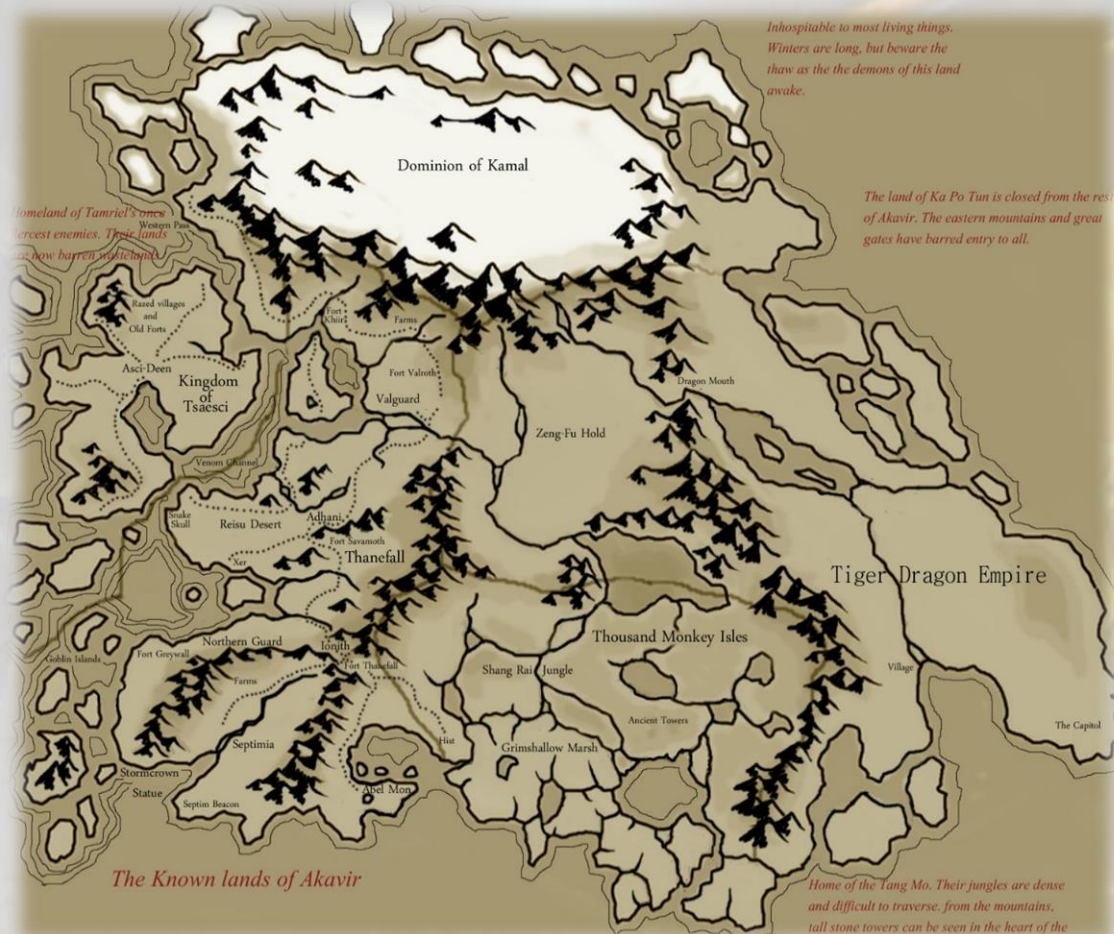 Inhospitable to most living things.
Winters are long, but beware the
thaw as the the demons of this land
awake.
Dominion of Kamal
The land of Ka Po Tun is closed from the res
of Akavir. The eastern mountains and great
gates have barred entry to all.
Homeland of Tamriel's once
iercest enemies. Their lands
now barren wastelands
Western Pass
Razed villages
and
Old Forts
Asci-Deen
Kingdom
of
Tsaesci
Fort
Khiir
Farms
Fort Valroth
Valguard
Dragon Mouth
Zeng-Fu Hold
Venom Channel
Snake
Skull
Reisu Desert
Adhani
Fort Savamoth
Xer
Thanefall
Tiger Dragon Empire
Thousand Monkey Isles
Northern Guard
Ionith
Fort Greywall
Goblin Islands
Fort Thanefall
Farms
Shang Rai Jungle
Village
Ancient Towers
The Capitol
Hist
Septimia
Grimshallow Marsh
Stormcrown
Statue
Septim Beacon
Abel Mon
The Known lands of Akavir
Home of the Tang Mo. Their jungles are dense
and difficult to traverse. from the mountains,
tall stone towers can be seen in the heart of the